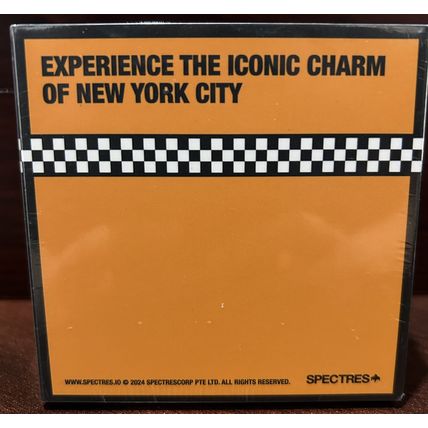 EXPERIENCE THE ICONIC CHARM
OF NEW YORK CITY
WWW.SPECTRES.IO © 2024 SPECTRESCORP PTE LTD. ALL RIGHTS RESERVED.
SPECTRES